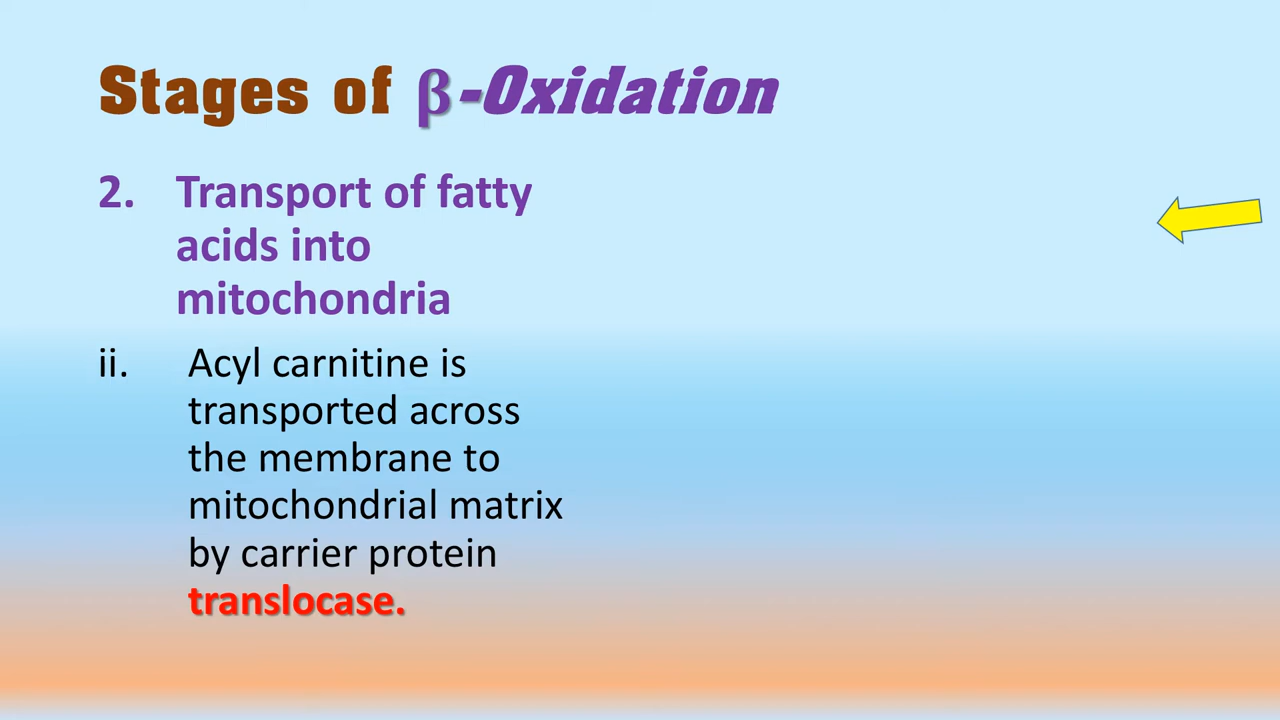 Stages of β-Oxidation
2. Transport of fatty
acids into
mitochondria
ii. Acyl carnitine is
transported across
the membrane to
mitochondrial matrix
by carrier protein
translocase.